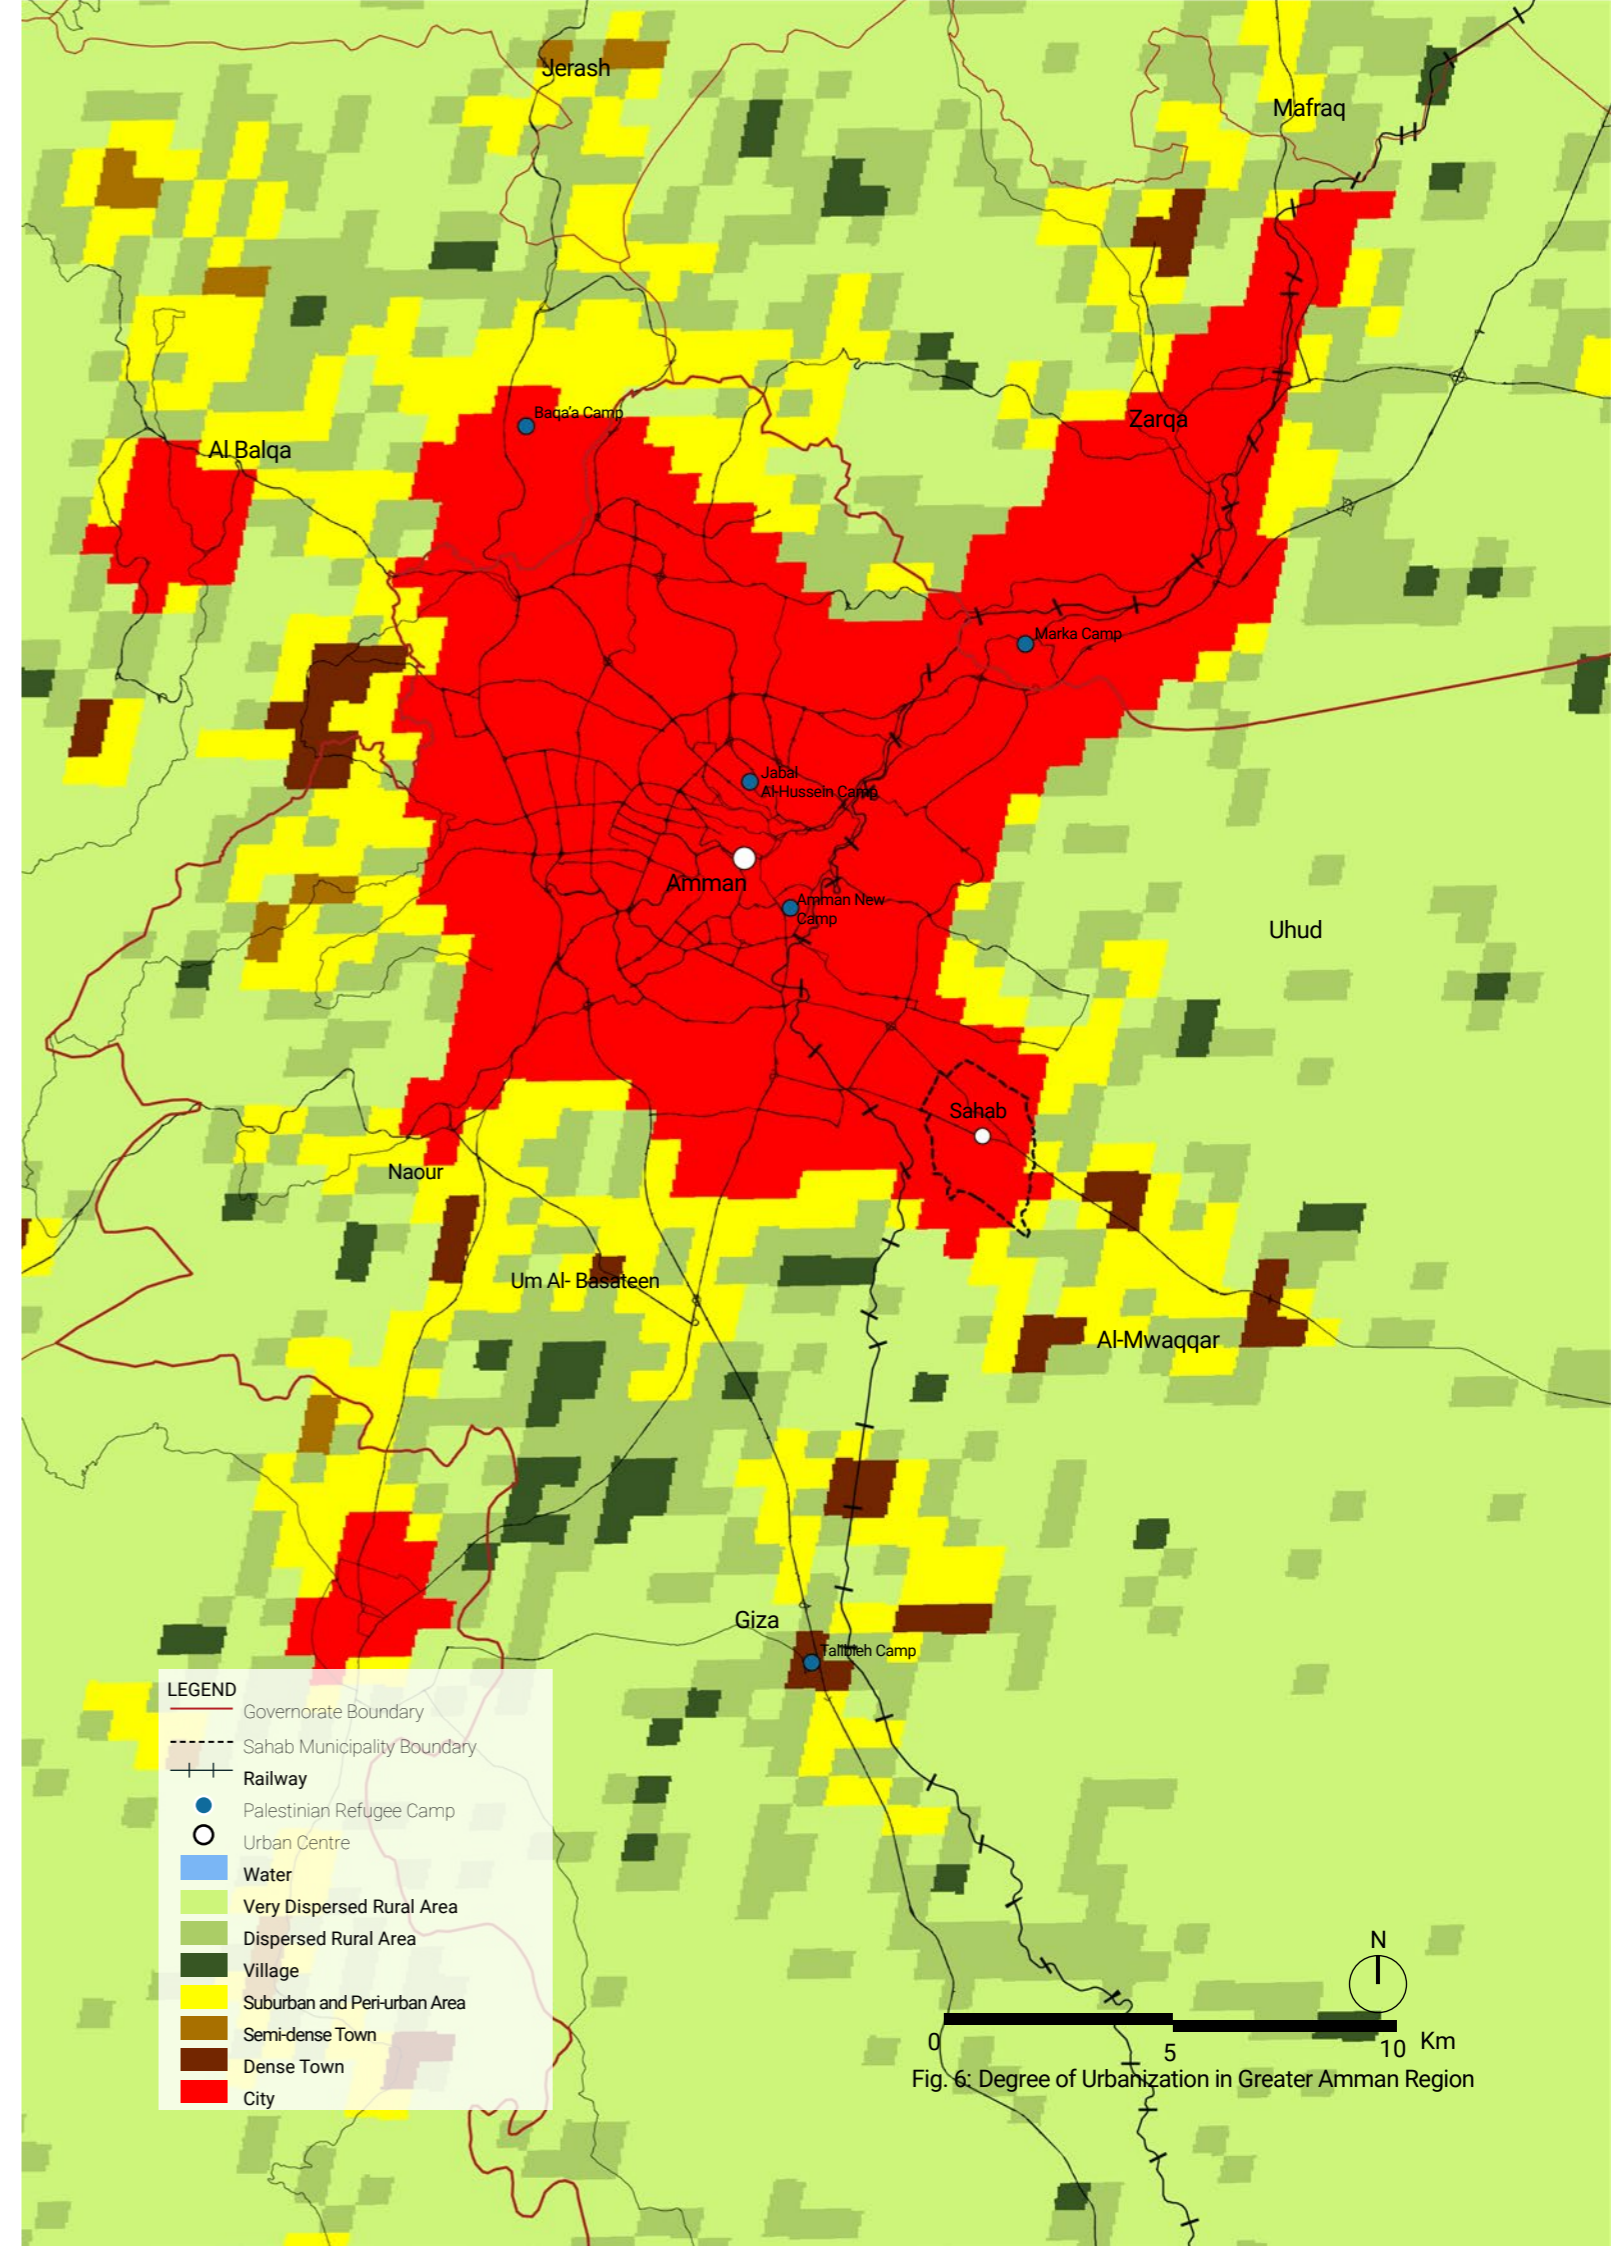 Jerash
Mafraq
Baqa'a Camp
Zarqa
Al Balqa
Marka Camp
Jabal
Al-Hussein Camp
Amman
Amman New
Camp
Uhud
Sahab
Naour
Um Al- Basateen
Al-Mwaqqar
Giza
Talibieh Camp
LEGEND
Governorate Boundary
Sahab Municipality Boundary
Railway
Palestinian Refugee Camp
Urban Centre
Water
Very Dispersed Rural Area
Dispersed Rural Area
Village
Suburban and Peri-urban Area
Semi-dense Town
Dense Town
City
N
0
5
10
Km
Fig. 6: Degree of Urbanization in Greater Amman Region